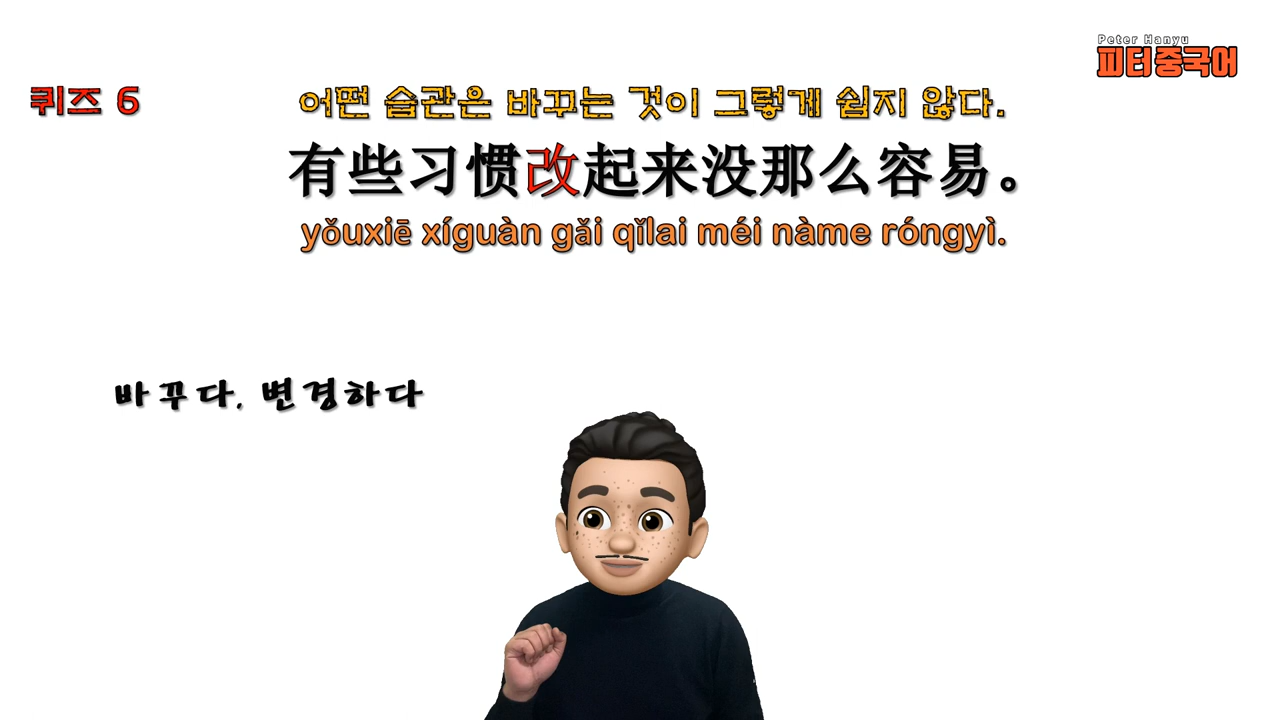 Peter Hanyu
피터중국어
퀴즈 6
어떤 습관은 바꾸는 것이 그렇게 쉽지 않다.
有些习惯改起来没那么容易。
yǒuxiē xíguàn gǎi qǐlai méi nàme róngyì.
바꾸다, 변경하다